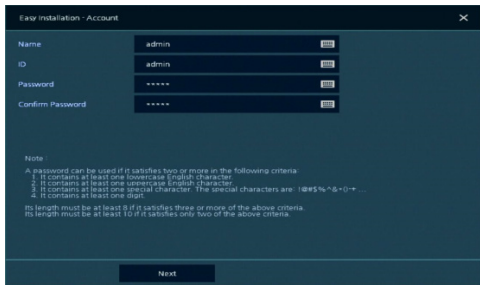 Easy Installation - Account
Name admin
ID admin
Password *****
Confirm Password *****
Note :
A password can be used if it satisfies two or more in the following criteria:
1. It contains at least one lowercase English character.
2. It contains at least one uppercase English character.
3. It contains at least one special character. The special characters are:
4. It contains at least one digit.
Its length must be at least 8 if it satisfies three or more of the above criteria.
Its length must be at least 10 if it satisfies only two of the above criteria.
Next